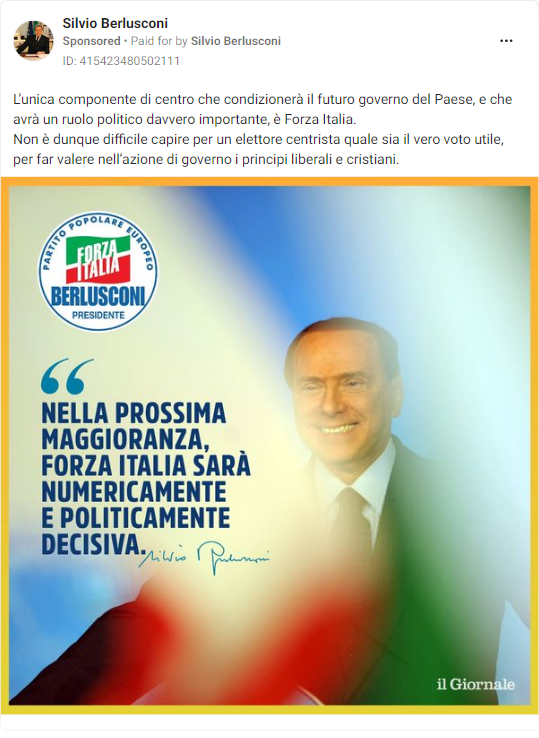 Silvio Berlusconi
Sponsored • Paid for by Silvio Berlusconi
ID: 415423480502111
L'unica componente di centro che condizionerà il futuro governo del Paese, e che
avrà un ruolo politico davvero importante, è Forza Italia.
Non è dunque difficile capire per un elettore centrista quale sia il vero voto utile,
per far valere nell'azione di governo i principi liberali e cristiani.
PARTITO POPOLARE EUROPEO
FORZA
ITALIA
BERLUSCONI
PRESIDENTE
“
NELLA PROSSIMA
MAGGIORANZA,
FORZA ITALIA SARÀ
NUMERICAMENTE
E POLITICAMENTE
DECISIVA.
Silvio Berlusconi
il Giornale